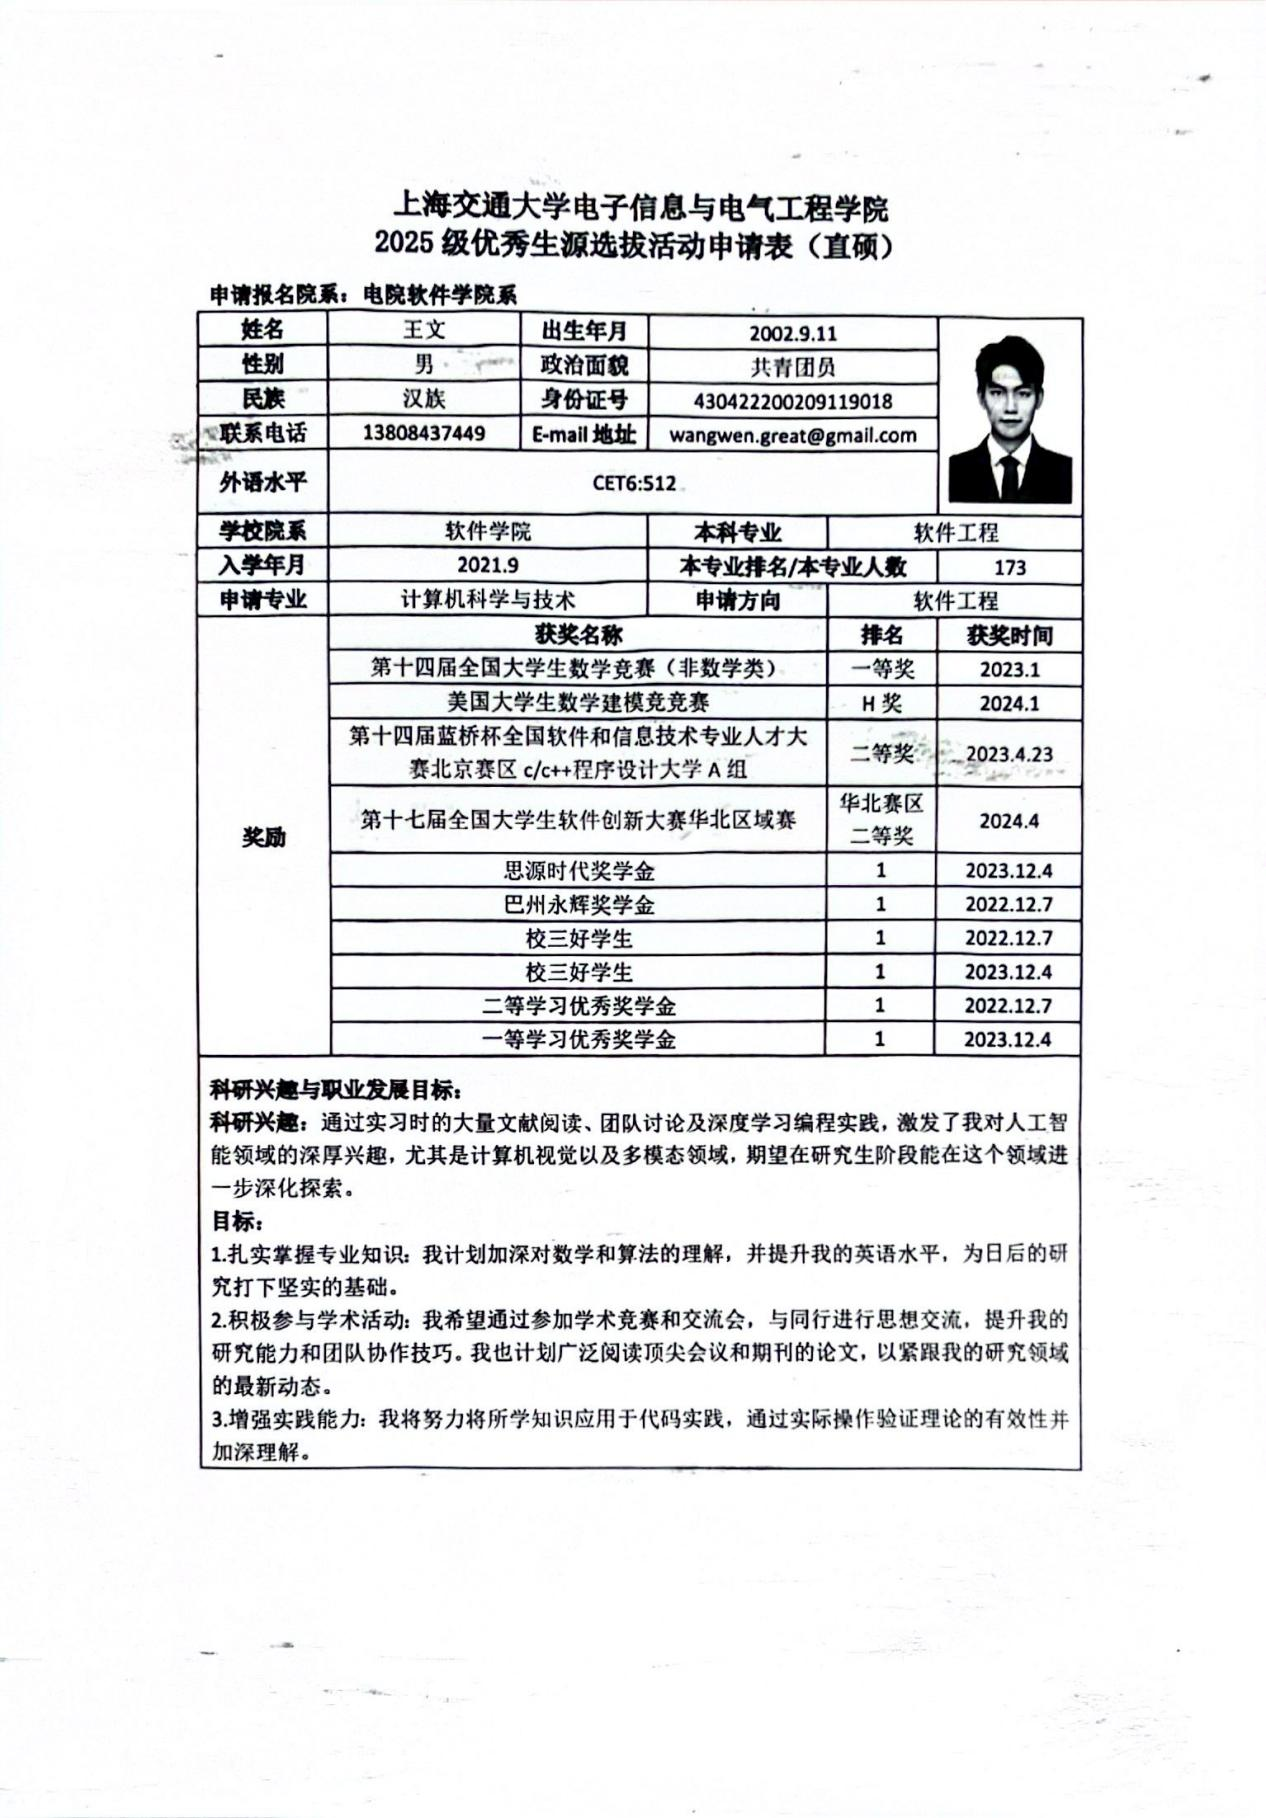 上海交通大学电子信息与电气工程学院
2025 级优秀生源选拔活动申请表（直硕）
申请报名院系：电院软件学院系
姓名 王文 出生年月 2002.9.11
性别 男 政治面貌 共青团员
民族 汉族 身份证号 430422200209119018
联系电话 13808437449 E-mail 地址 wangwen.great@gmail.com
外语水平 CET6:512
学校院系 软件学院 本科专业 软件工程
入学年月 2021.9 本专业排名/本专业人数 173
申请专业 计算机科学与技术 申请方向 软件工程
奖励
获奖名称 排名 获奖时间
第十四届全国大学生数学竞赛（非数学类） 一等奖 2023.1
美国大学生数学建模竞竞赛 H 奖 2024.1
第十四届蓝桥杯全国软件和信息技术专业人才大
赛北京赛区 c/c++程序设计大学 A 组 二等奖 2023.4.23
第十七届全国大学生软件创新大赛华北区域赛 华北赛区
二等奖 2024.4
思源时代奖学金 1 2023.12.4
巴州永辉奖学金 1 2022.12.7
校三好学生 1 2022.12.7
校三好学生 1 2023.12.4
二等学习优秀奖学金 1 2022.12.7
一等学习优秀奖学金 1 2023.12.4
科研兴趣与职业发展目标：
科研兴趣：通过实习时的大量文献阅读、团队讨论及深度学习编程实践，激发了我对人工智
能领域的深厚兴趣，尤其是计算机视觉以及多模态领域，期望在研究生阶段能在这个领域进
一步深化探索。
目标：
1.扎实掌握专业知识：我计划加深对数学和算法的理解，并提升我的英语水平，为日后的研
究打下坚实的基础。
2.积极参与学术活动：我希望通过参加学术竞赛和交流会，与同行进行思想交流，提升我的
研究能力和团队协作技巧。我也计划广泛阅读顶尖会议和期刊的论文，以紧跟我的研究领域
的最新动态。
3.增强实践能力：我将努力将所学知识应用于代码实践，通过实际操作验证理论的有效性并
加深理解。